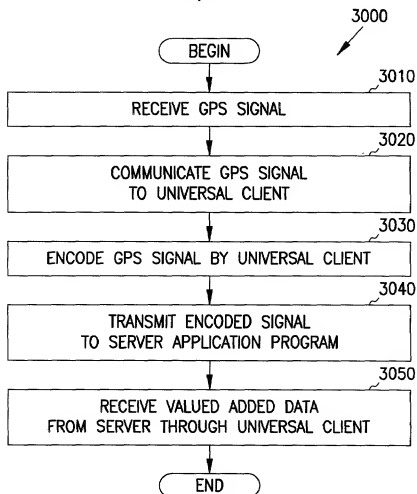 3000
BEGIN
3010
RECEIVE GPS SIGNAL
3020
COMMUNICATE GPS SIGNAL
TO UNIVERSAL CLIENT
3030
ENCODE GPS SIGNAL BY UNIVERSAL CLIENT
3040
TRANSMIT ENCODED SIGNAL
TO SERVER APPLICATION PROGRAM
3050
RECEIVE VALUED ADDED DATA
FROM SERVER THROUGH UNIVERSAL CLIENT
END